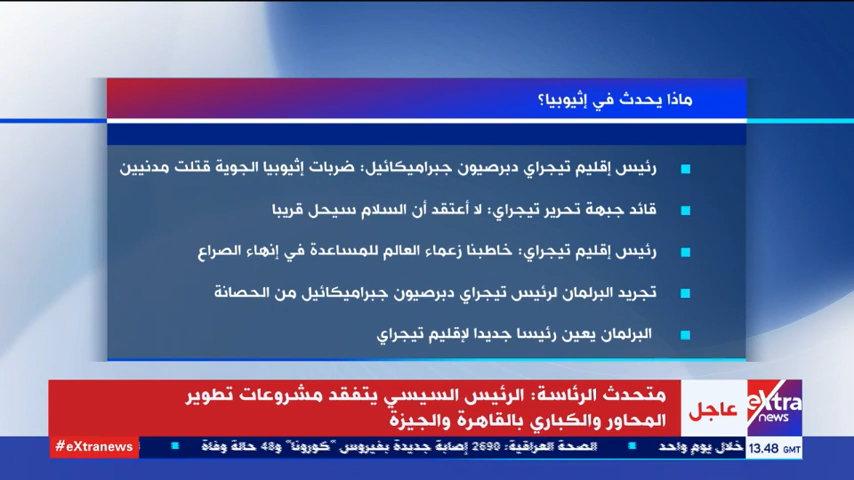 ماذا يحدث في إثيوبيا؟
رئيس إقليم تيجراي دبرصيون جبراميكائيل: ضربات إثيوبيا الجوية قتلت مدنيين
قائد جبهة تحرير تيجراي: لا أعتقد أن السلام سيحل قريبا
رئيس إقليم تيجراي: خاطبنا زعماء العالم للمساعدة في إنهاء الصراع
تجريد البرلمان لرئيس تيجراي دبرصيون جبراميكائيل من الحصانة
البرلمان يعين رئيسا جديدا لإقليم تيجراي
عاجل
متحدث الرئاسة: الرئيس السيسي يتفقد مشروعات تطوير
المحاور والكباري بالقاهرة والجيزة
eXtra
news
13.48 GMT
خلال يوم واحد
الصحة العراقية: 2690 إصابة جديدة بفيروس "كورونا" و48 حالة وفاة
#eXtranews